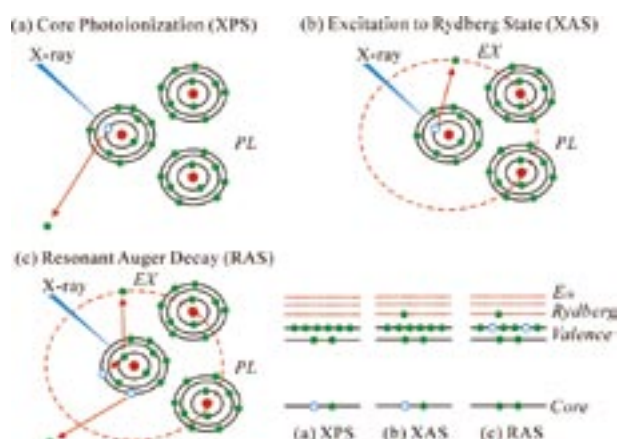 (a) Core Photoionization (XPS)
X-ray
PL
(b) Excitation to Rydberg State (XAS)
X-ray
EX
PL
(c) Resonant Auger Decay (RAS)
X-ray
EX
PL
E∞
Rydberg
Valence
Core
(a) XPS
(b) XAS
(c) RAS